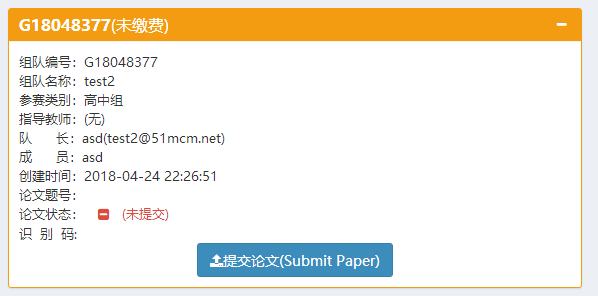 G18048377(未缴费)
组队编号：G18048377
组队名称：test2
参赛类别：高中组
指导教师：(无)
队 长：asd(test2@51mcm.net)
成 员：asd
创建时间：2018-04-24 22:26:51
论文题号：
论文状态： (未提交)
识 别 码:
提交论文(Submit Paper)